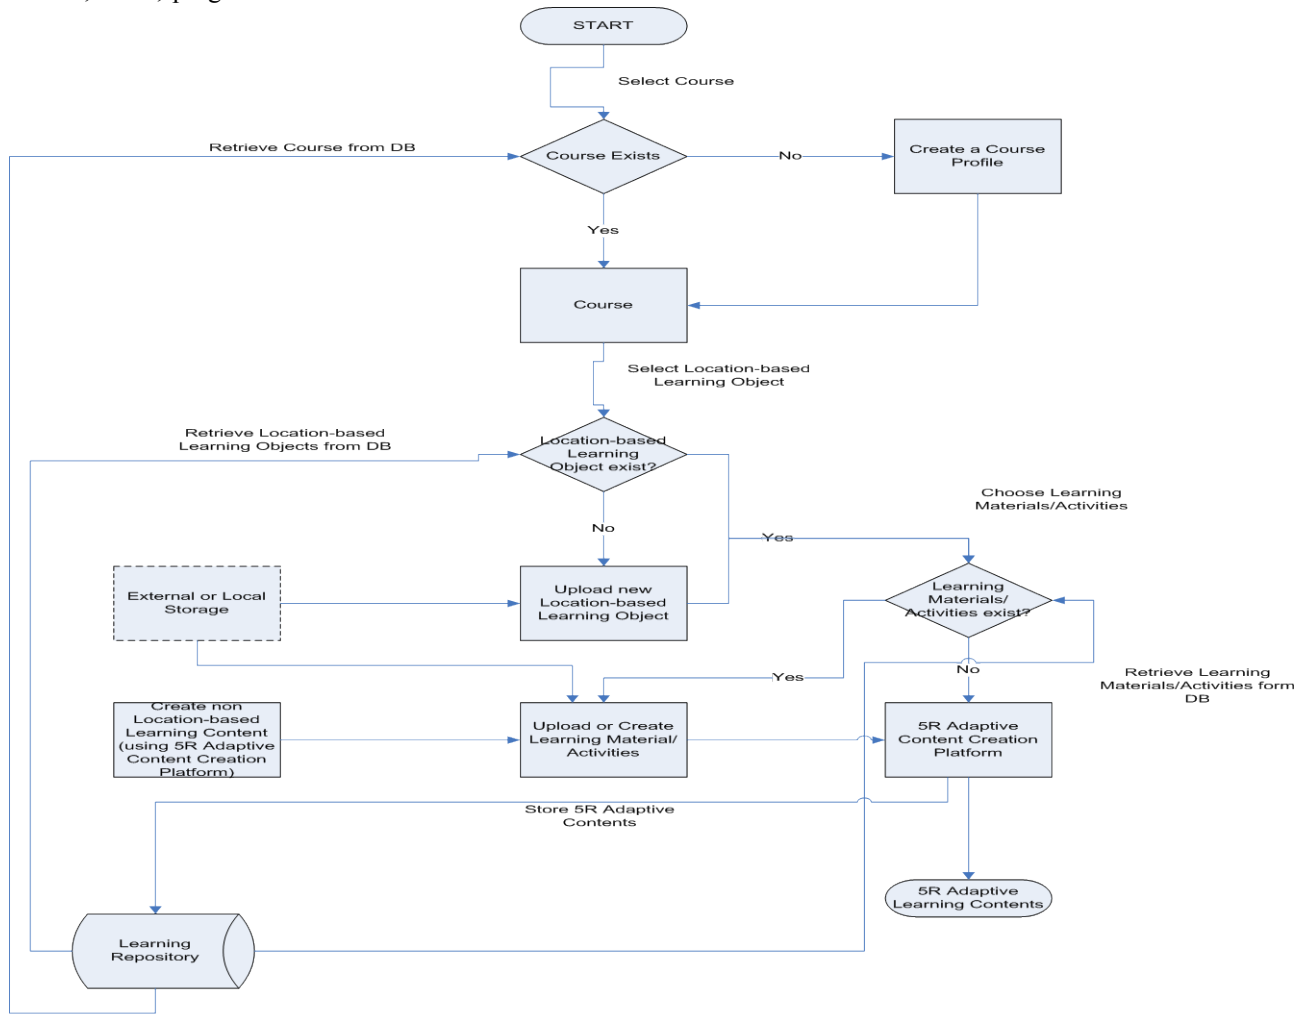 START
Select Course
Retrieve Course from DB
Course Exists
No
Create a Course
Profile
Yes
Course
Select Location-based
Learning Object
Retrieve Location-based
Learning Objects from DB
Location-based
Learning
Object exist?
Choose Learning
Materials/Activities
No
Yes
External or Local
Storage
Upload new
Location-based
Learning Object
Learning
Materials/
Activities exist?
Yes
No
Retrieve Learning
Materials/Activities form
DB
Create non
Location-based
Learning Content
(using 5R Adaptive
Content Creation
Platform)
Upload or Create
Learning Material/
Activities
5R Adaptive
Content Creation
Platform
Store 5R Adaptive
Contents
5R Adaptive
Learning Contents
Learning
Repository